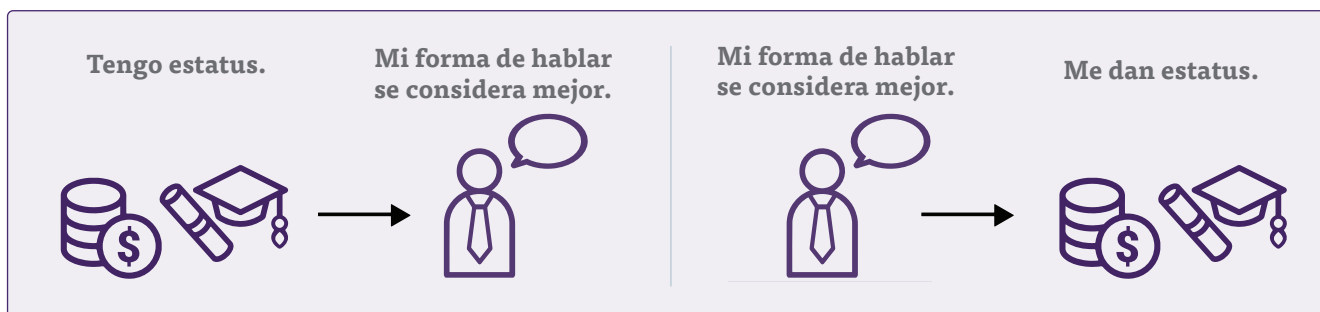 Tengo estatus.
Mi forma de hablar
se considera mejor.
Mi forma de hablar
se considera mejor.
Me dan estatus.
$
$